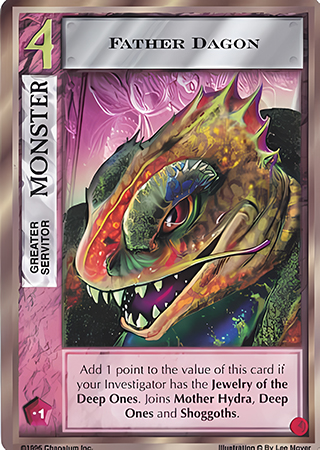 4
FATHER DAGON
GREATER
SERVITOR
MONSTER
Add 1 point to the value of this card if
your Investigator has the Jewelry of the
Deep Ones. Joins Mother Hydra, Deep
Ones and Shoggoths.
-1
©1995 Chaosium Inc.
Illustration © By Lee Moyer